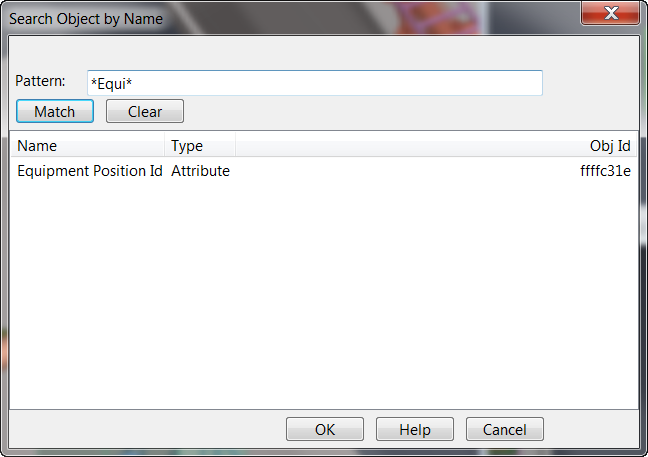 Search Object by Name
Pattern: *Equi*
Match Clear
Name Type Obj Id
Equipment Position Id Attribute ffffc31e
OK Help Cancel